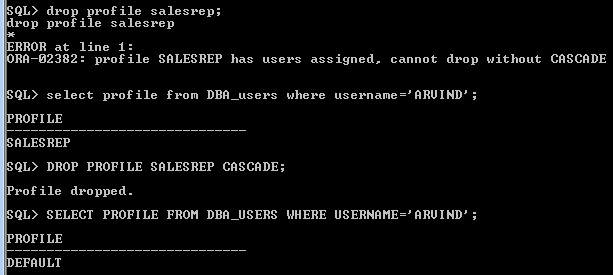 SQL> drop profile salesrep;
drop profile salesrep
*
ERROR at line 1:
ORA-02382: profile SALESREP has users assigned, cannot drop without CASCADE
SQL> select profile from DBA_users where username='ARVIND';
PROFILE
------------------------------
SALESREP
SQL> DROP PROFILE SALESREP CASCADE;
Profile dropped.
SQL> SELECT PROFILE FROM DBA_USERS WHERE USERNAME='ARVIND';
PROFILE
------------------------------
DEFAULT